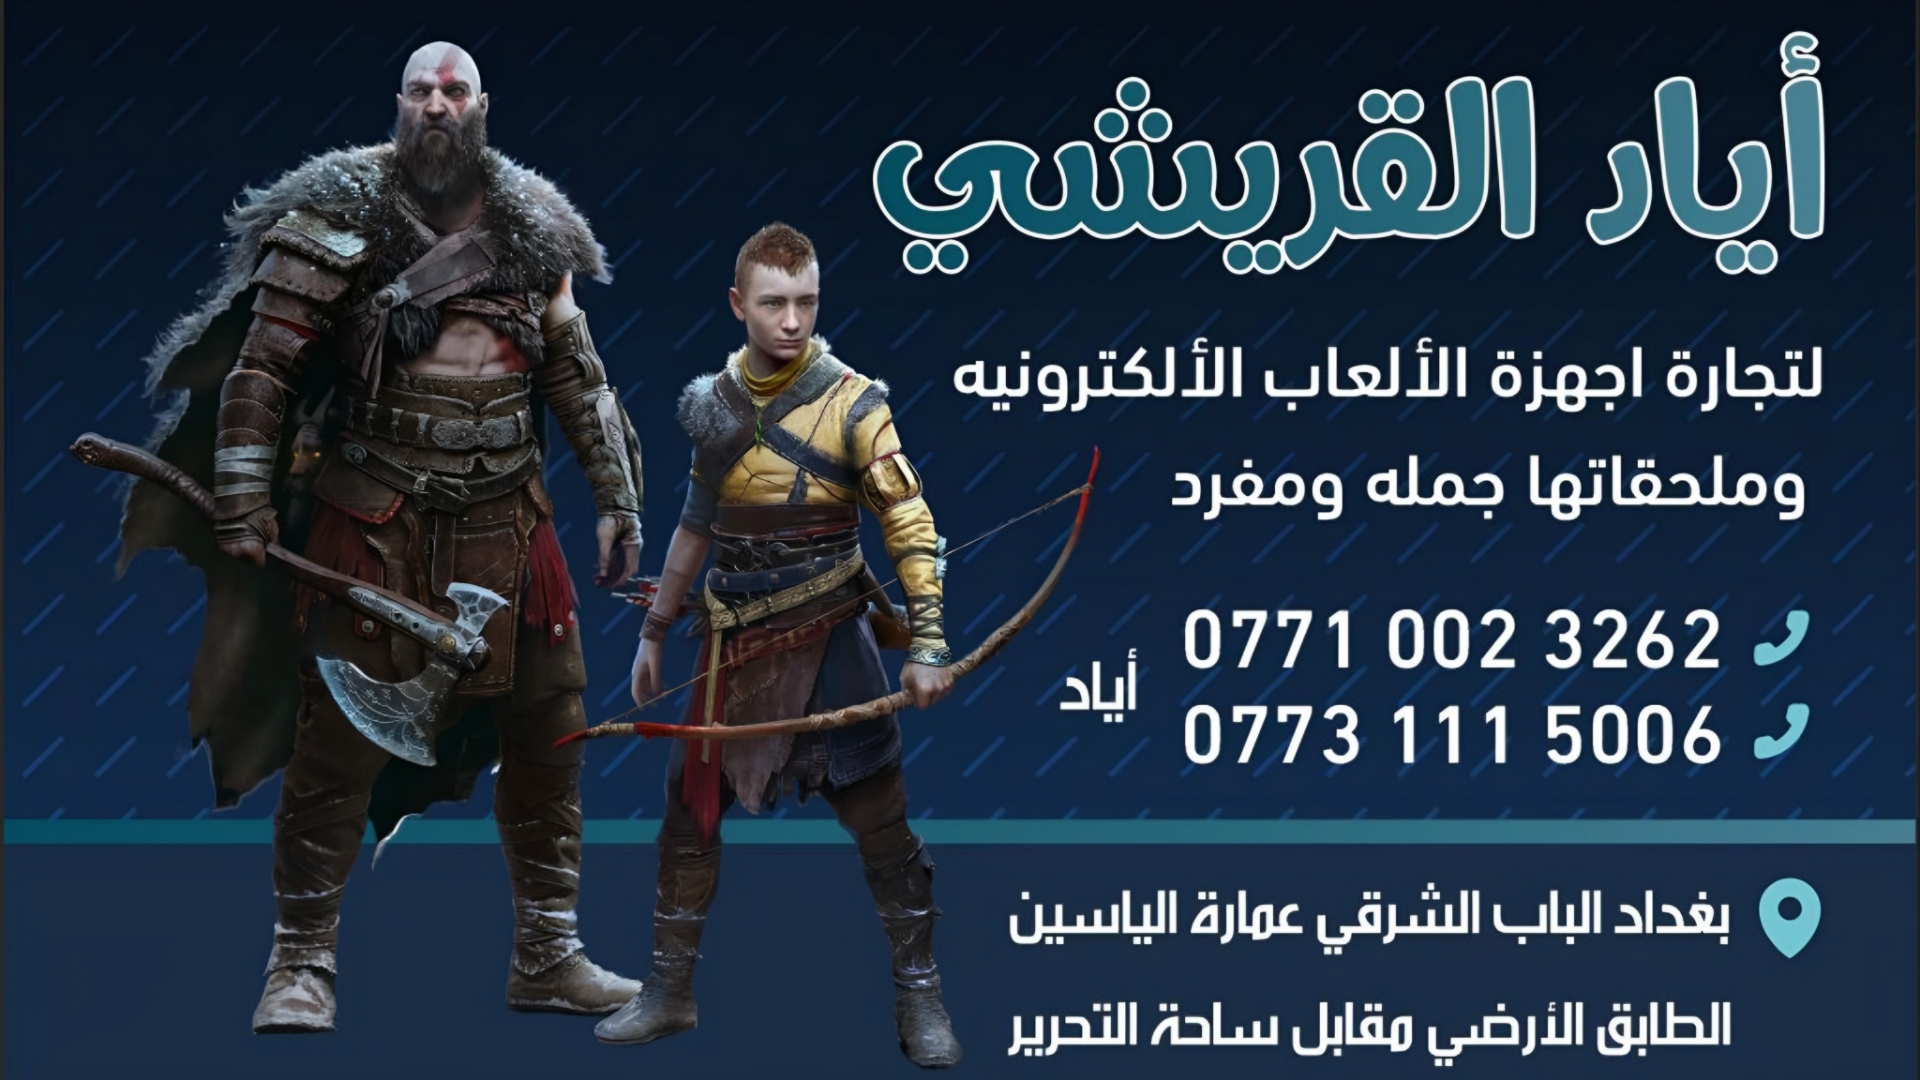 أياد القريشي
لتجارة اجهزة الألعاب الألكترونيه
وملحقاتها جمله ومفرد
0771 002 3262
أياد
0773 111 5006
بغداد الباب الشرقي عمارة الياسين
الطابق الأرضي مقابل ساحة التحرير